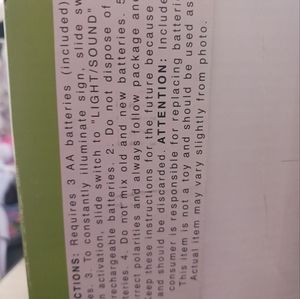 CTIONS: Requires 3 AA batteries (included)
es. 3. To constantly illuminate sign, slide sw
n activation, slide switch to "LIGHT/SOUND"
rechargeable batteries. 2. Do not dispose of
teries. 4. Do not mix old and new batteries. 5
rrect polarities and always follow package and
keep these instructions for the future because
and should be discarded. ATTENTION: Include
consumer is responsible for replacing batteri
This item is not a toy and should be used as
Actual item may vary slightly from photo.